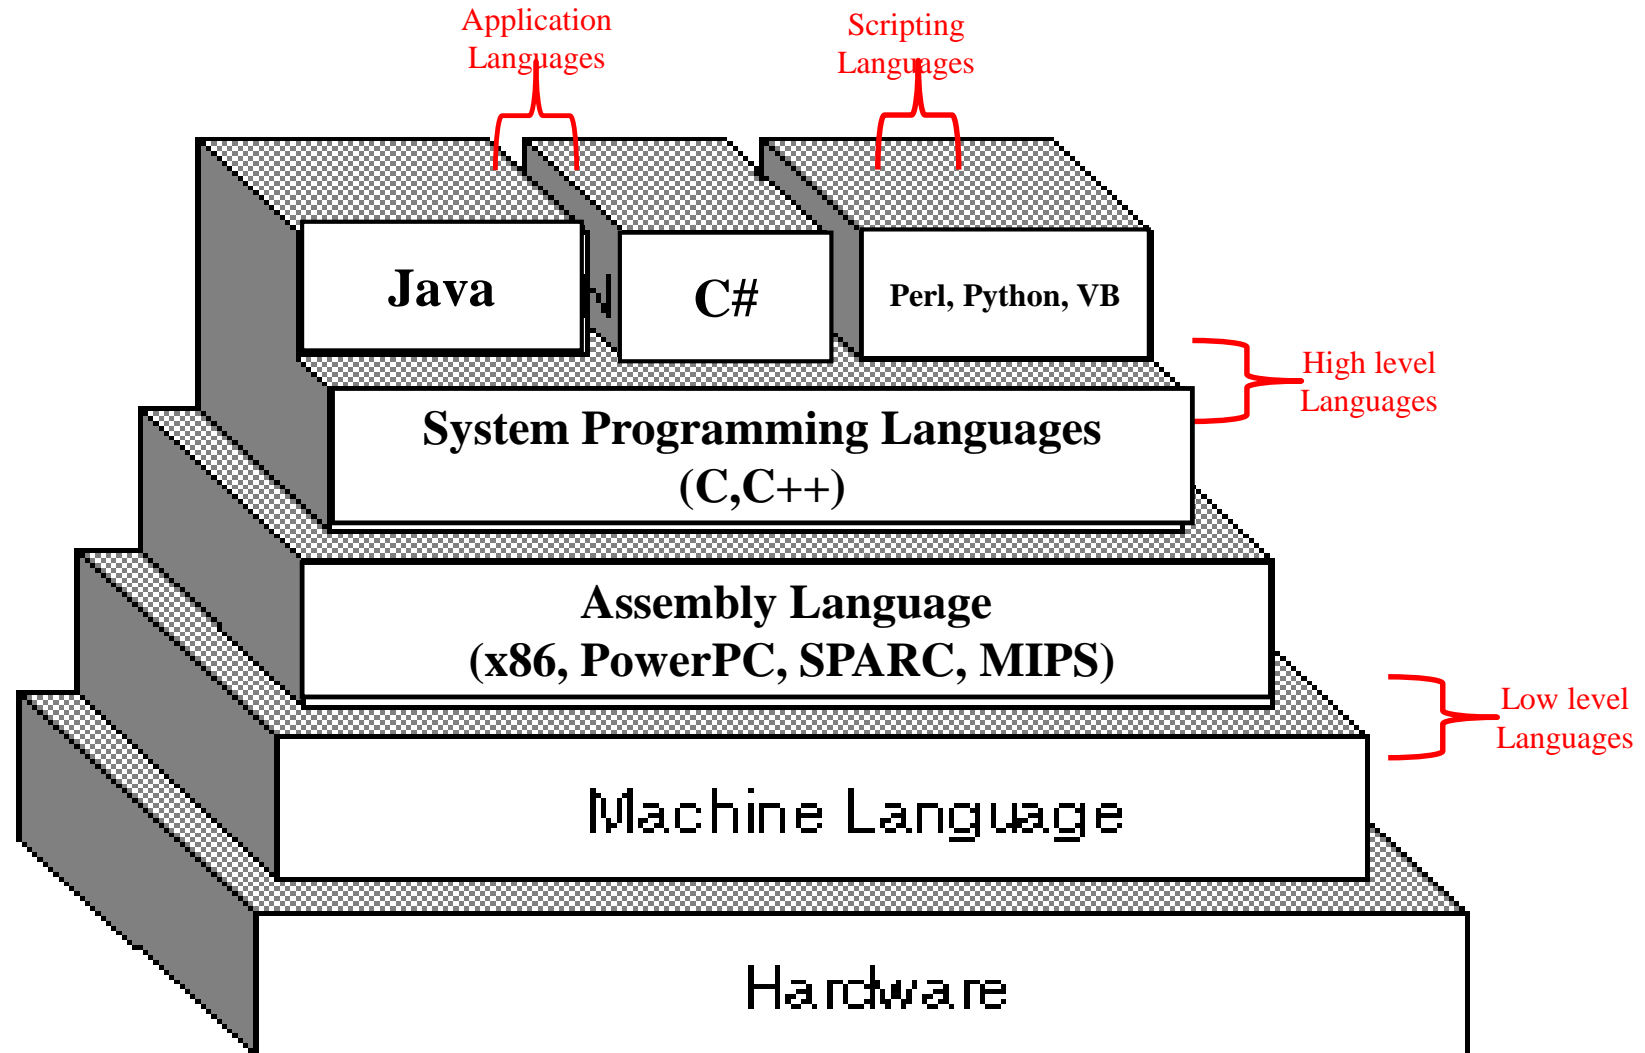 Application
Languages
Scripting
Languages
Java
C#
Perl, Python, VB
High level
Languages
System Programming Languages
(C,C++)
Assembly Language
(x86, PowerPC, SPARC, MIPS)
Low level
Languages
Machine Language
Hardware